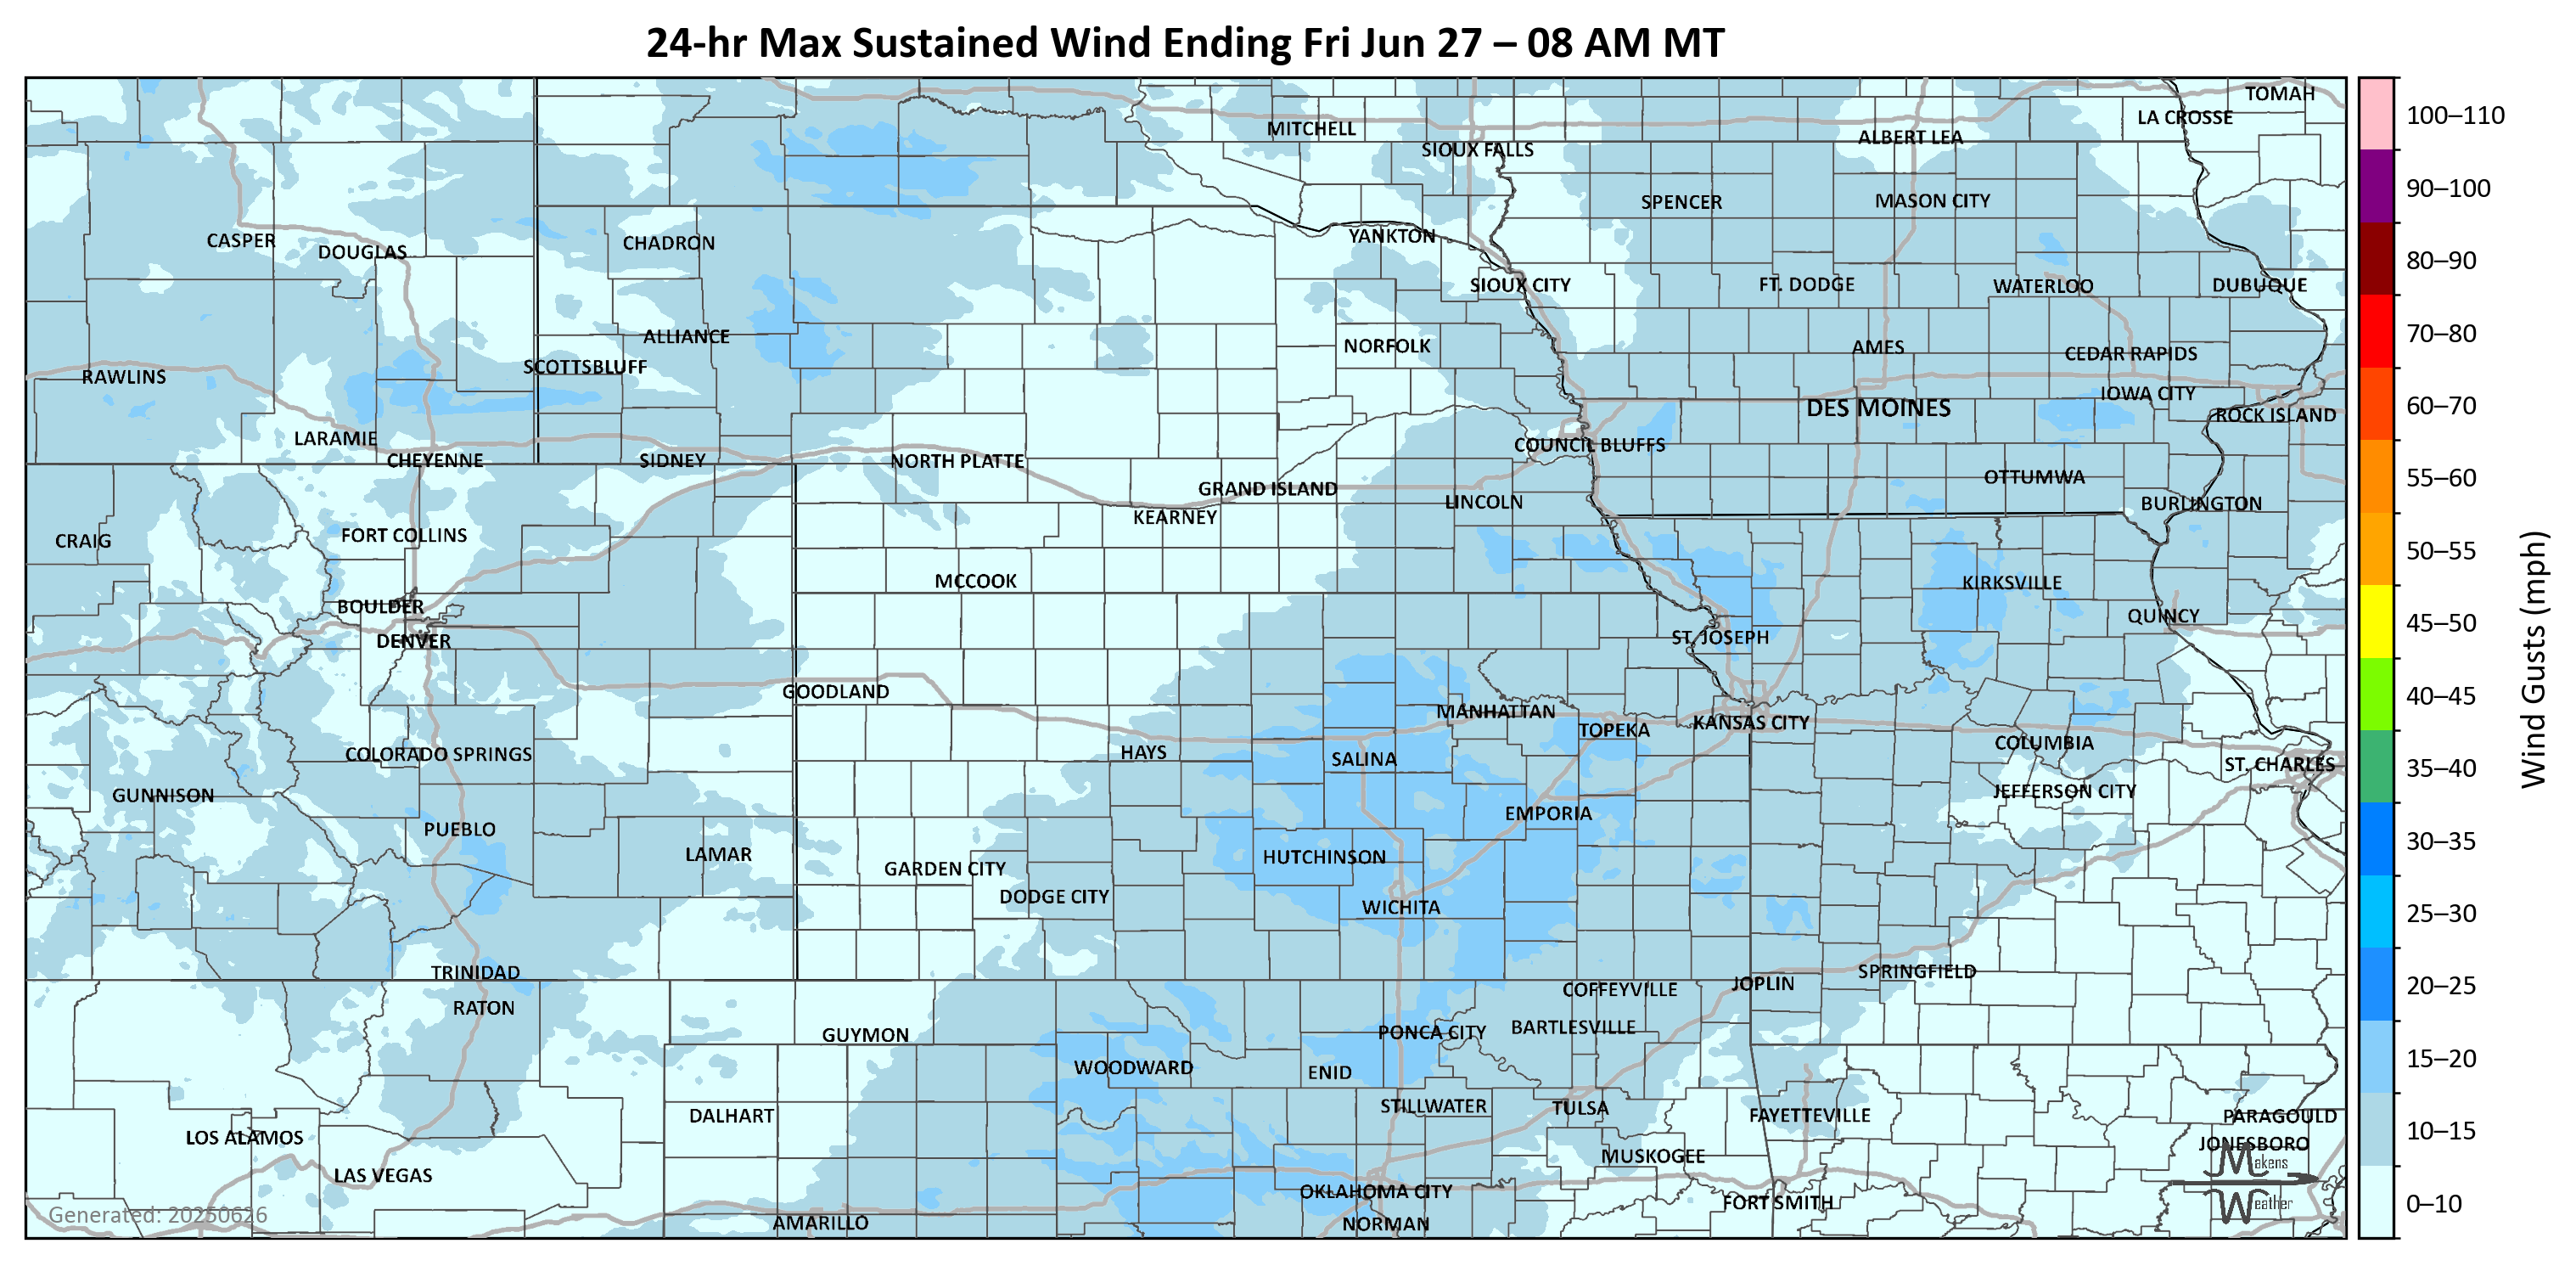 24-hr Max Sustained Wind Ending Fri Jun 27 – 08 AM MT
TOMAH
LA CROSSE
MITCHELL
ALBERT LEA
SIOUX FALLS
SPENCER
MASON CITY
CASPER
DOUGLAS
CHADRON
YANKTON
SIOUX CITY
FT. DODGE
WATERLOO
DUBUQUE
ALLIANCE
NORFOLK
AMES
CEDAR RAPIDS
SCOTTSBLUFF
RAWLINS
IOWA CITY
DES MOINES
ROCK ISLAND
LARAMIE
COUNCIL BLUFFS
CHEYENNE
SIDNEY
NORTH PLATTE
OTTUMWA
GRAND ISLAND
LINCOLN
BURLINGTON
KEARNEY
CRAIG
FORT COLLINS
MCCOOK
KIRKSVILLE
BOULDER
QUINCY
DENVER
ST. JOSEPH
GOODLAND
MANHATTAN
TOPEKA
KANSAS CITY
COLORADO SPRINGS
HAYS
SALINA
COLUMBIA
ST. CHARLES
GUNNISON
JEFFERSON CITY
PUEBLO
EMPORIA
LAMAR
GARDEN CITY
HUTCHINSON
DODGE CITY
WICHITA
TRINIDAD
SPRINGFIELD
JOPLIN
COFFEYVILLE
RATON
GUYMON
PONCA CITY
BARTLESVILLE
WOODWARD
ENID
DALHART
STILLWATER
TULSA
FAYETTEVILLE
PARAGOULD
LOS ALAMOS
JONESBORO
MUSKOGEE
LAS VEGAS
OKLAHOMA CITY
FORT SMITH
AMARILLO
NORMAN
Generated: 20250626
Makens
Weather
100–110
90–100
80–90
70–80
60–70
55–60
50–55
45–50
40–45
35–40
30–35
25–30
20–25
15–20
10–15
0–10
Wind Gusts (mph)